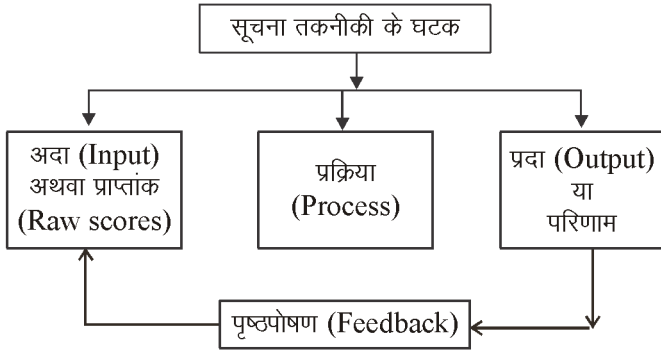 सूचना तकनीकी के घटक
अदा (Input)
अथवा प्राप्तांक
(Raw scores)
प्रक्रिया
(Process)
प्रदा (Output)
या
परिणाम
पृष्ठपोषण (Feedback)